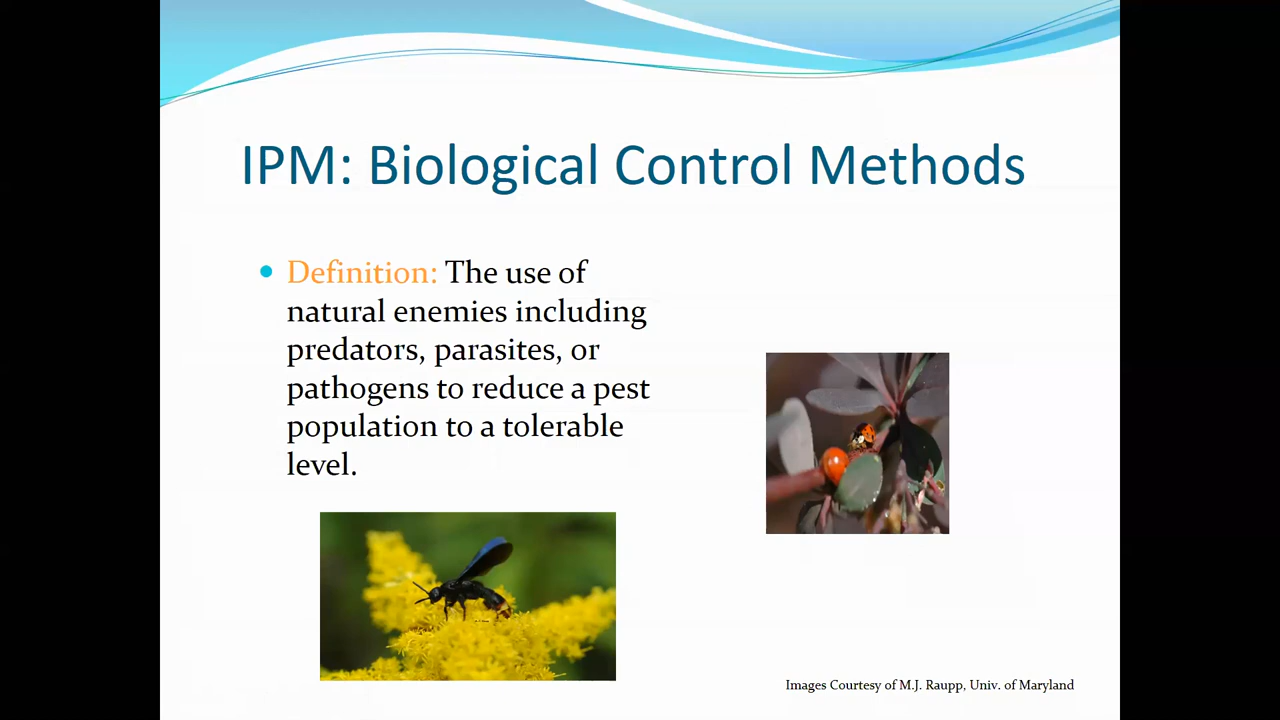 IPM: Biological Control Methods
Definition: The use of
natural enemies including
predators, parasites, or
pathogens to reduce a pest
population to a tolerable
level.
Images Courtesy of M.J. Raupp, Univ. of Maryland